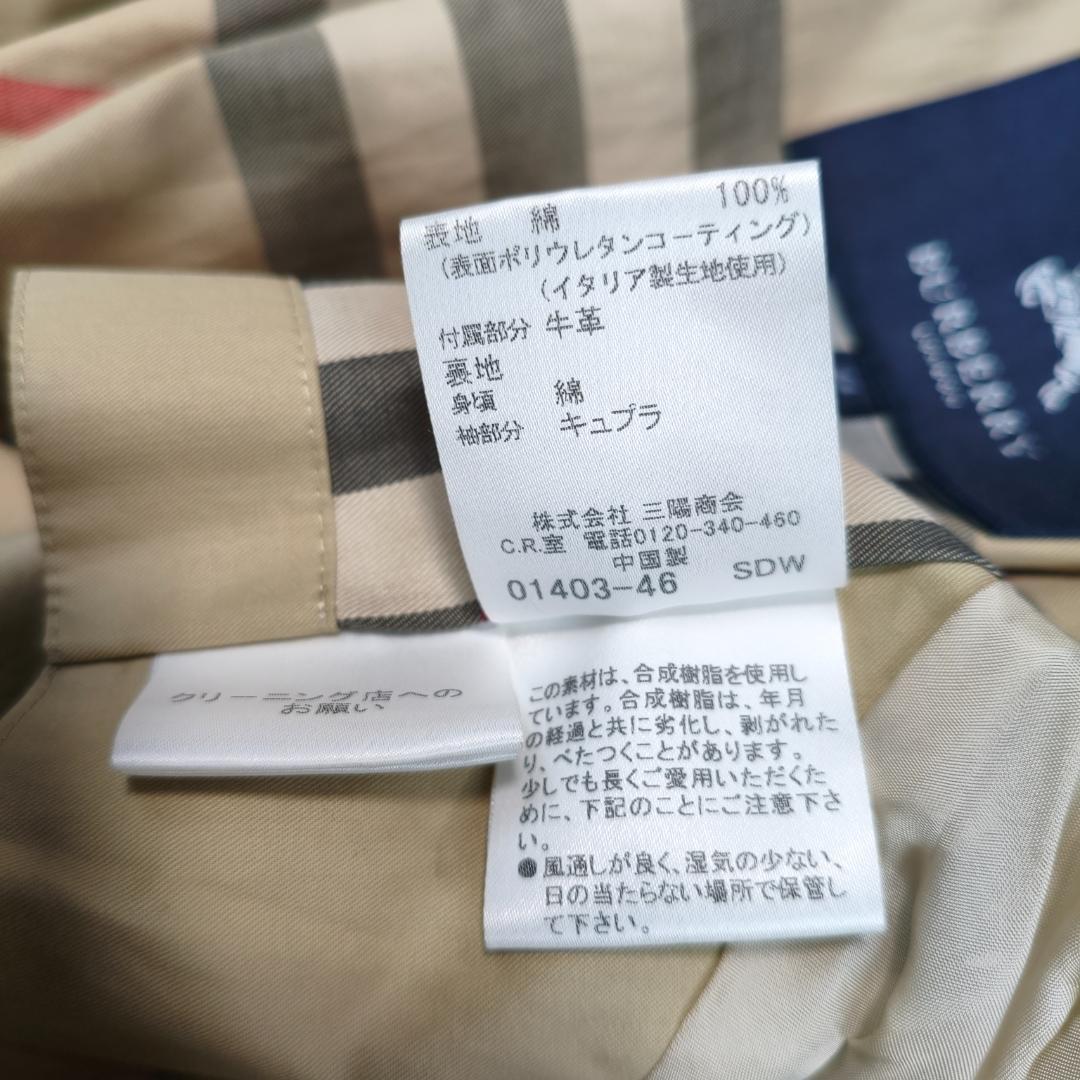 表地 綿 100%
(表面ポリウレタンコーティング)
(イタリア製生地使用)
付属部分 牛革
裏地
身頃 綿
袖部分 キュプラ
株式会社 三陽商会
C.R.室 電話0120-340-460
中国製
01403-46 SDW
BURBERRY
LONDON
クリーニング店への
お願い
この素材は、合成樹脂を使用し
ています。合成樹脂は、年月
の経過と共に劣化し、剥がれた
り、べたつくことがあります。
少しでも長くご愛用いただくた
めに、下記のことにご注意下さ
い。
●風通しが良く、湿気の少ない、
日の当たらない場所で保管し
て下さい。